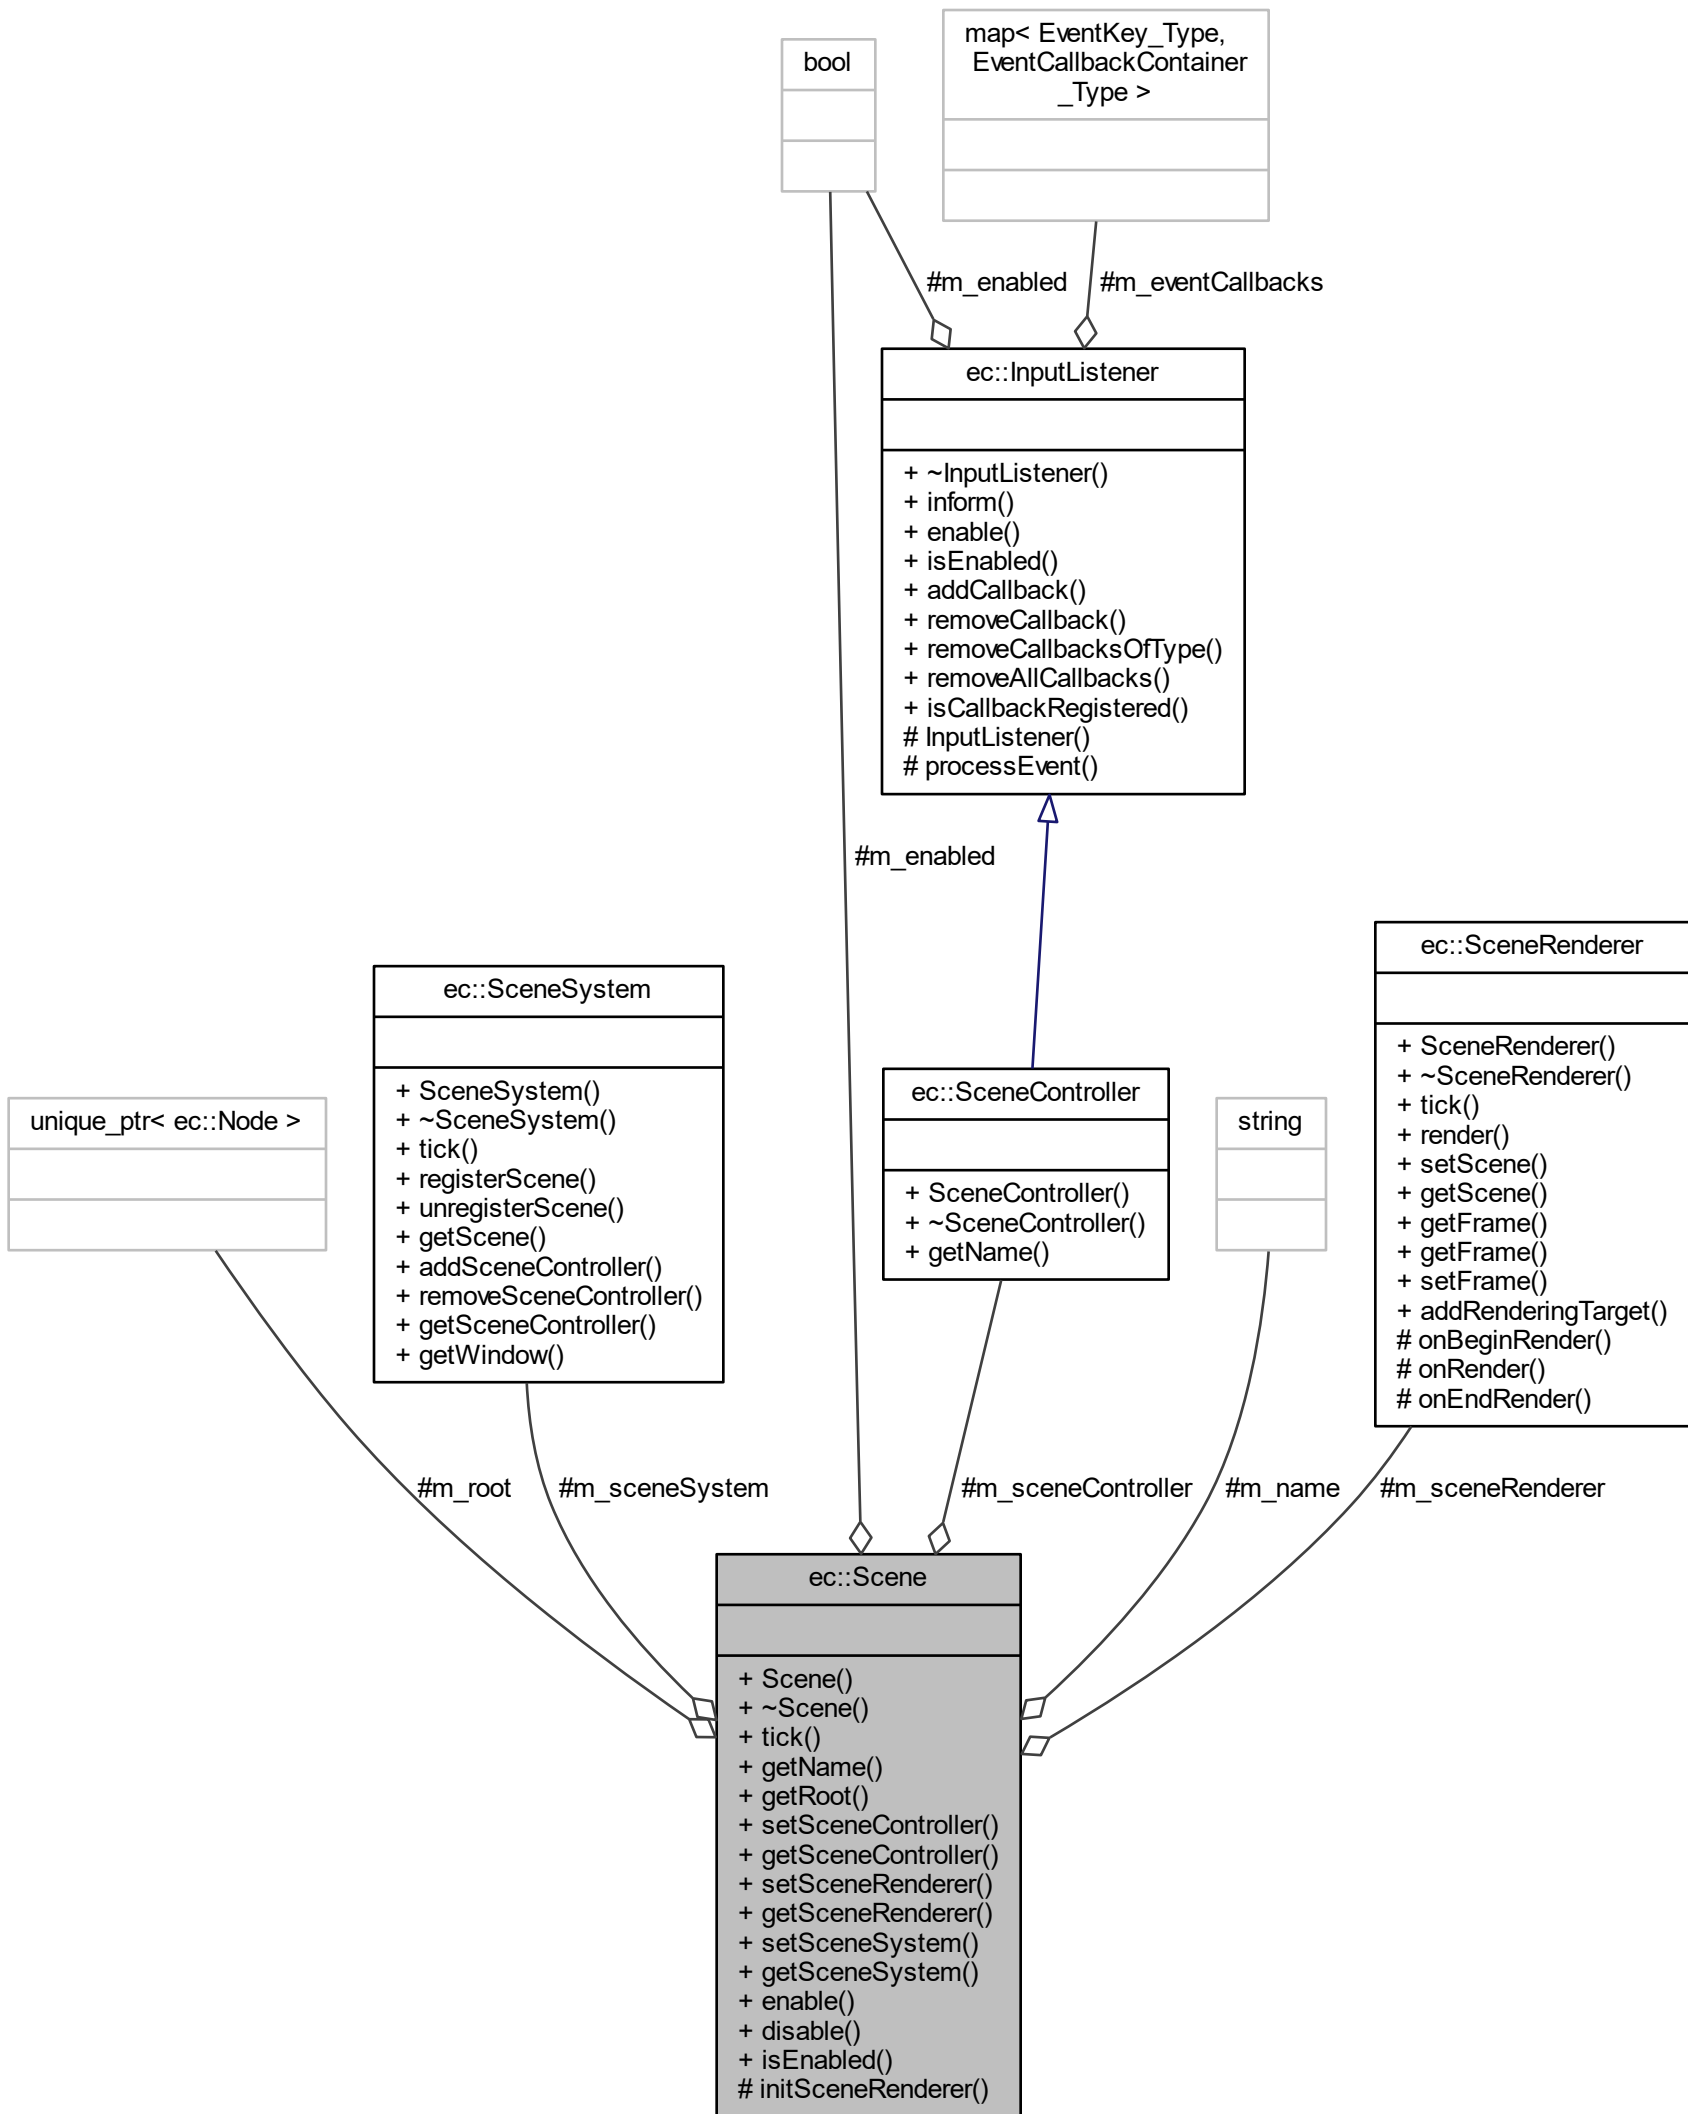 bool
map< EventKey_Type,
EventCallbackContainer
_Type >
#m_enabled
#m_eventCallbacks
ec::InputListener
+ ~InputListener()
+ inform()
+ enable()
+ isEnabled()
+ addCallback()
+ removeCallback()
+ removeCallbacksOfType()
+ removeAllCallbacks()
+ isCallbackRegistered()
# InputListener()
# processEvent()
#m_enabled
unique_ptr< ec::Node >
ec::SceneSystem
+ SceneSystem()
+ ~SceneSystem()
+ tick()
+ registerScene()
+ unregisterScene()
+ getScene()
+ addSceneController()
+ removeSceneController()
+ getSceneController()
+ getWindow()
ec::SceneController
+ SceneController()
+ ~SceneController()
+ getName()
string
ec::SceneRenderer
+ SceneRenderer()
+ ~SceneRenderer()
+ tick()
+ render()
+ setScene()
+ getScene()
+ getFrame()
+ getFrame()
+ setFrame()
+ addRenderingTarget()
# onBeginRender()
# onRender()
# onEndRender()
#m_root
#m_sceneSystem
#m_sceneController
#m_name
#m_sceneRenderer
ec::Scene
+ Scene()
+ ~Scene()
+ tick()
+ getName()
+ getRoot()
+ setSceneController()
+ getSceneController()
+ setSceneRenderer()
+ getSceneRenderer()
+ setSceneSystem()
+ getSceneSystem()
+ enable()
+ disable()
+ isEnabled()
# initSceneRenderer()